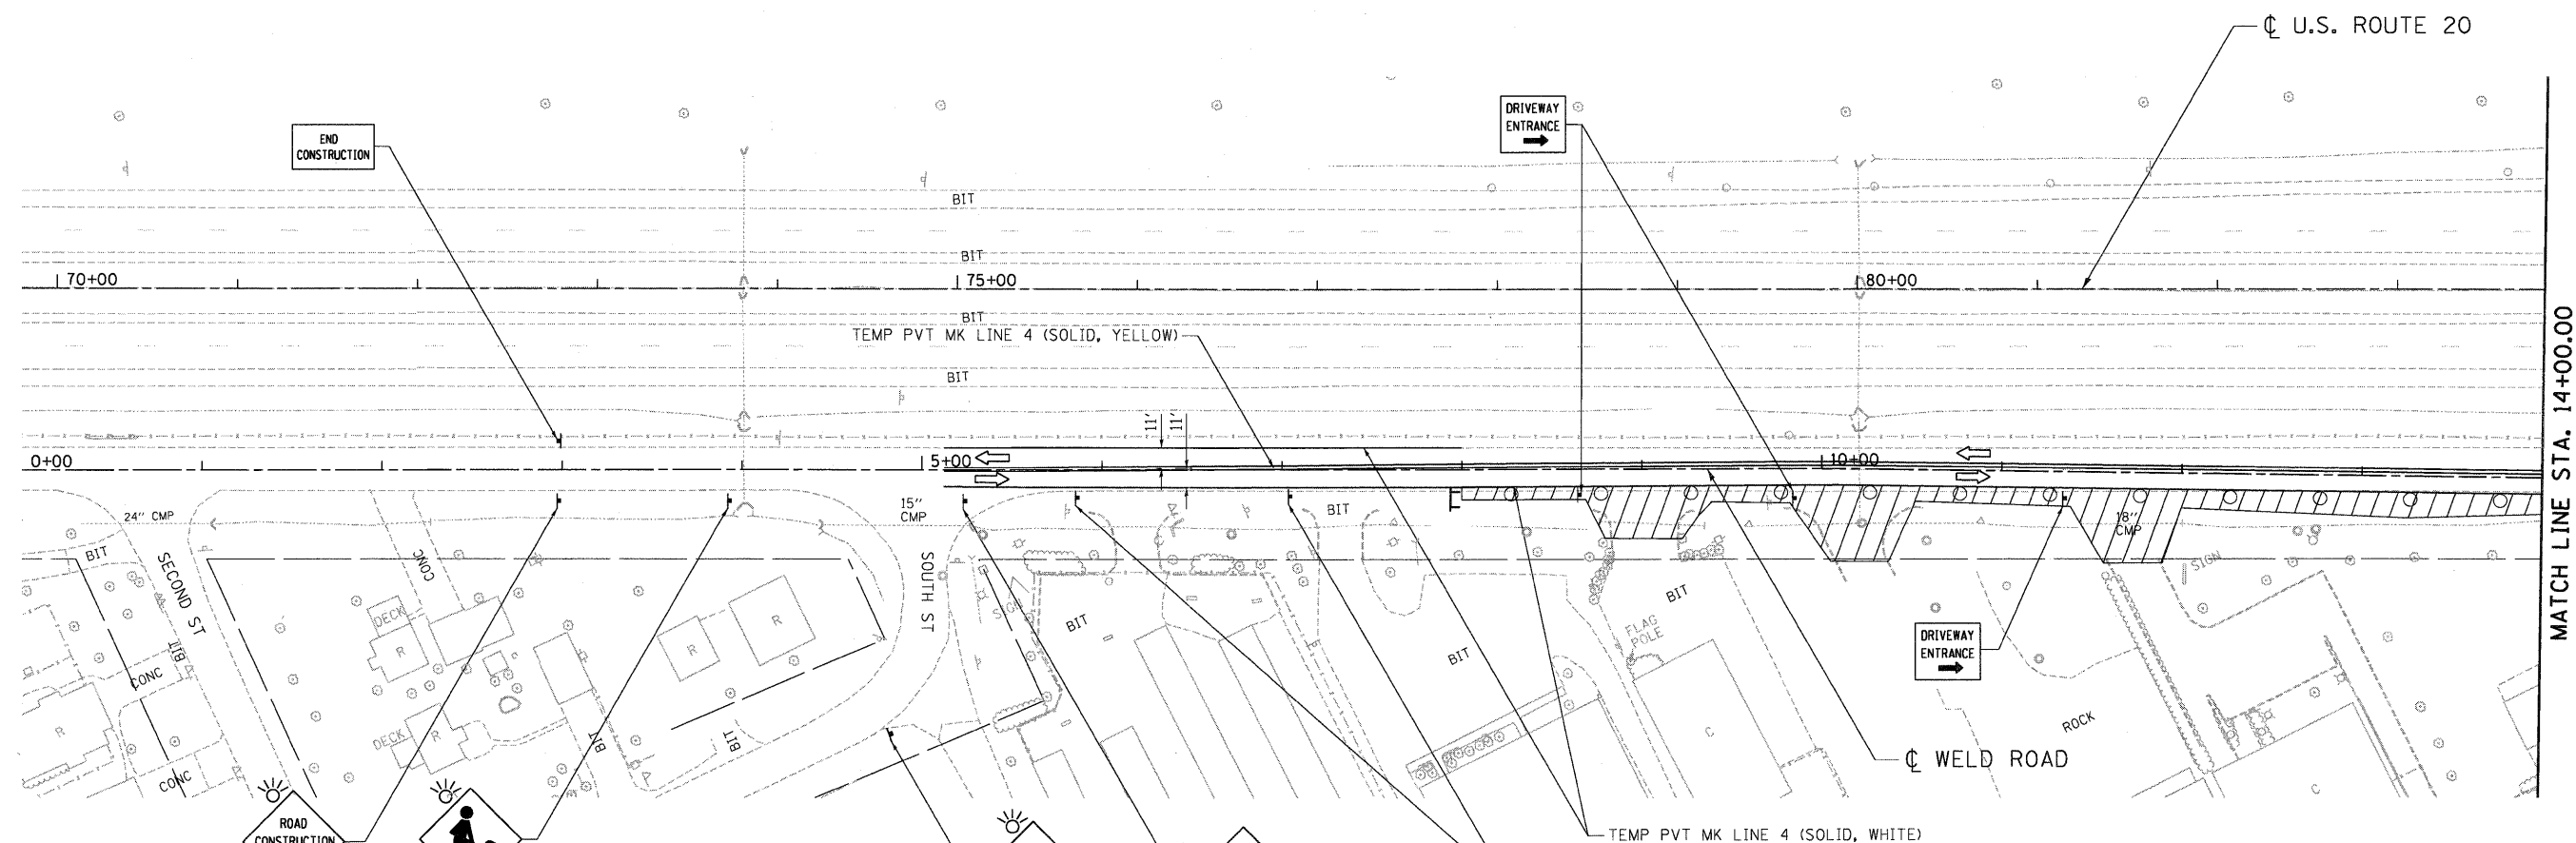 ℄ U.S. ROUTE 20
DRIVEWAY
ENTRANCE
END
CONSTRUCTION
BIT
BIT
70+00
75+00
80+00
BIT
TEMP PVT MK LINE 4 (SOLID, YELLOW)
BIT
MATCH LINE STA. 14+00.00
11'
11'
0+00
5+00
10+00
24" CMP
15"
CMP
BIT
18"
CMP
BIT
SECOND ST
CONC
SOUTH ST
SIGN
SIGN
DECK
R
R
R
BIT
BIT
BIT
FLAG
POLE
DRIVEWAY
ENTRANCE
BIT
CONC
DECK
R
R
BIT
BIT
ROCK
C
C
CONC
℄ WELD ROAD
ROAD
CONSTRUCTION
TEMP PVT MK LINE 4 (SOLID, WHITE)